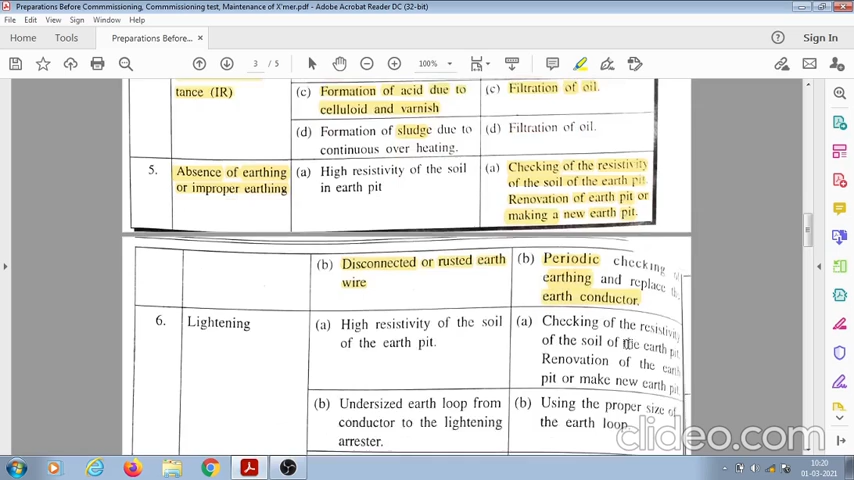 Preparations Before Commmissioning, Commmissioning test, Maintenance of X'mer.pdf - Adobe Acrobat Reader DC (32-bit)
File Edit View Sign Window Help
Home Tools Preparations Before... × Sign In
3 / 5 100%
tance (IR)
(c) Formation of acid due to
celluloid and varnish
(c) Filtration of oil.
(d) Formation of sludge due to
continuous over heating.
(d) Filtration of oil.
5. Absence of earthing
or improper earthing
(a) High resistivity of the soil
in earth pit
(a) Checking of the resistivity
of the soil of the earth pit.
Renovation of earth pit or
making a new earth pit.
(b) Disconnected or rusted earth
wire
(b) Periodic checking
earthing and replace the
earth conductor.
6. Lightening
(a) High resistivity of the soil
of the earth pit.
(a) Checking of the resistivity
of the soil of the earth pit.
Renovation of the earth
pit or make new earth pit.
(b) Undersized earth loop from
conductor to the lightening
arrester.
(b) Using the proper size of
the earth loop.
clideo.com
10:20
01-03-2021